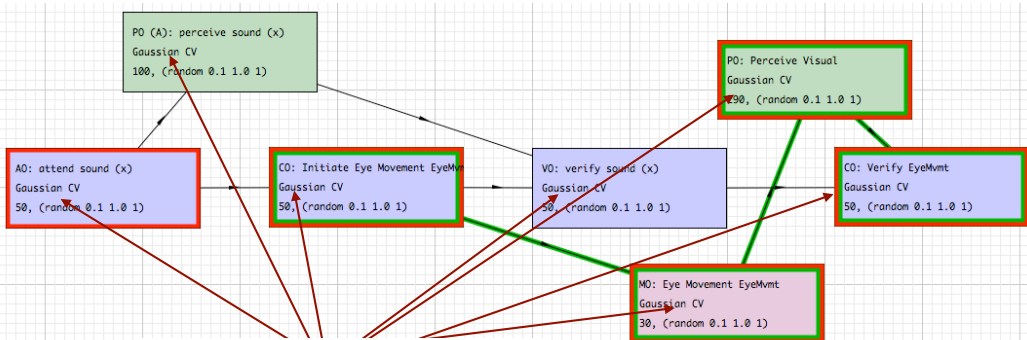 PO (A): perceive sound (x)
Gaussian CV
100, (random 0.1 1.0 1)
PO: Perceive Visual
Gaussian CV
290, (random 0.1 1.0 1)
AO: attend sound (x)
Gaussian CV
50, (random 0.1 1.0 1)
CO: Initiate Eye Movement EyeMvm
Gaussian CV
50, (random 0.1 1.0 1)
VO: verify sound (x)
Gaussian CV
50, (random 0.1 1.0 1)
CO: Verify EyeMvmt
Gaussian CV
50, (random 0.1 1.0 1)
MO: Eye Movement EyeMvmt
Gaussian CV
30, (random 0.1 1.0 1)